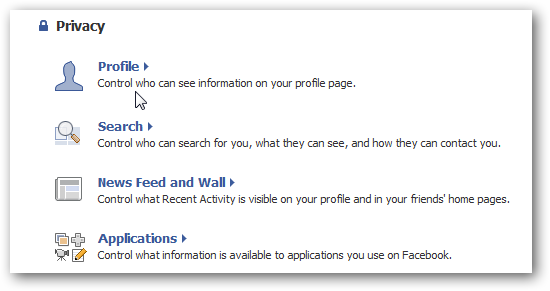 Privacy
Profile
Control who can see information on your profile page.
Search
Control who can search for you, what they can see, and how they can contact you.
News Feed and Wall
Control what Recent Activity is visible on your profile and in your friends' home pages.
Applications
Control what information is available to applications you use on Facebook.